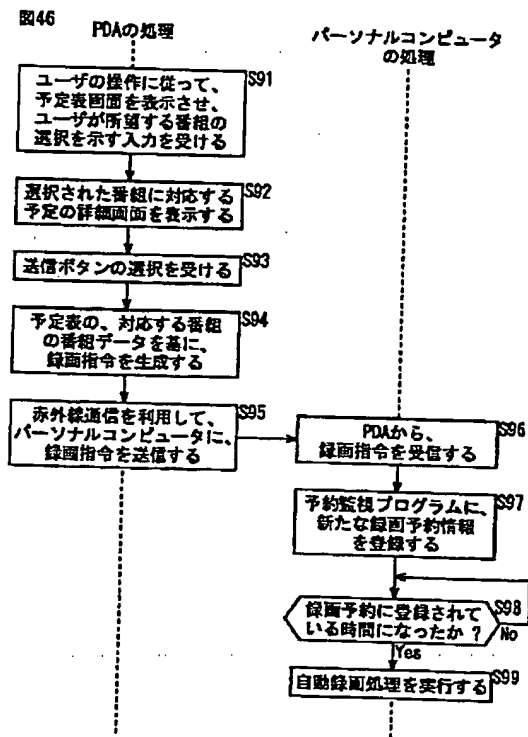 図46
PDAの処理
パーソナルコンピュータ
の処理
ユーザの操作に従って、
予定表画面を表示させ、
ユーザが所望する番組の
選択を示す入力を受ける
S91
選択された番組に対応する
予定の詳細画面を表示する
S92
送信ボタンの選択を受ける
S93
予定表の、対応する番組
の番組データを基に、
録画指令を生成する
S94
赤外線通信を利用して、
パーソナルコンピュータに、
録画指令を送信する
S95
PDAから、
録画指令を受信する
S96
予約監視プログラムに、
新たな録画予約情報
を登録する
S97
録画予約に登録されて
いる時間になったか?
S98
No
Yes
自動録画処理を実行する
S99